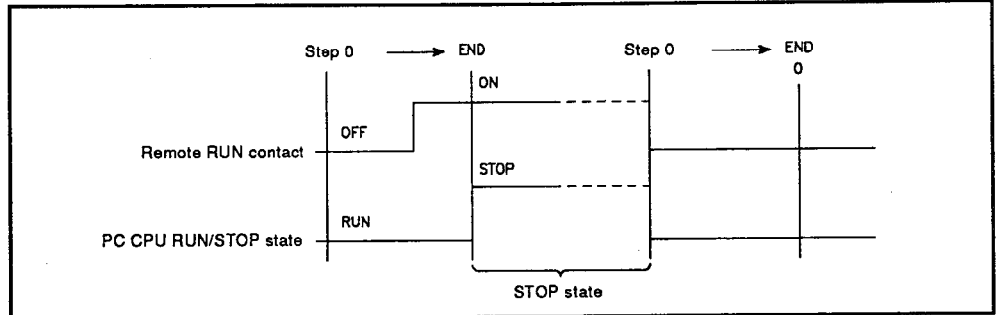 Step 0 → END Step 0 → END
0
ON
OFF
Remote RUN contact
STOP
RUN
PC CPU RUN/STOP state
STOP state